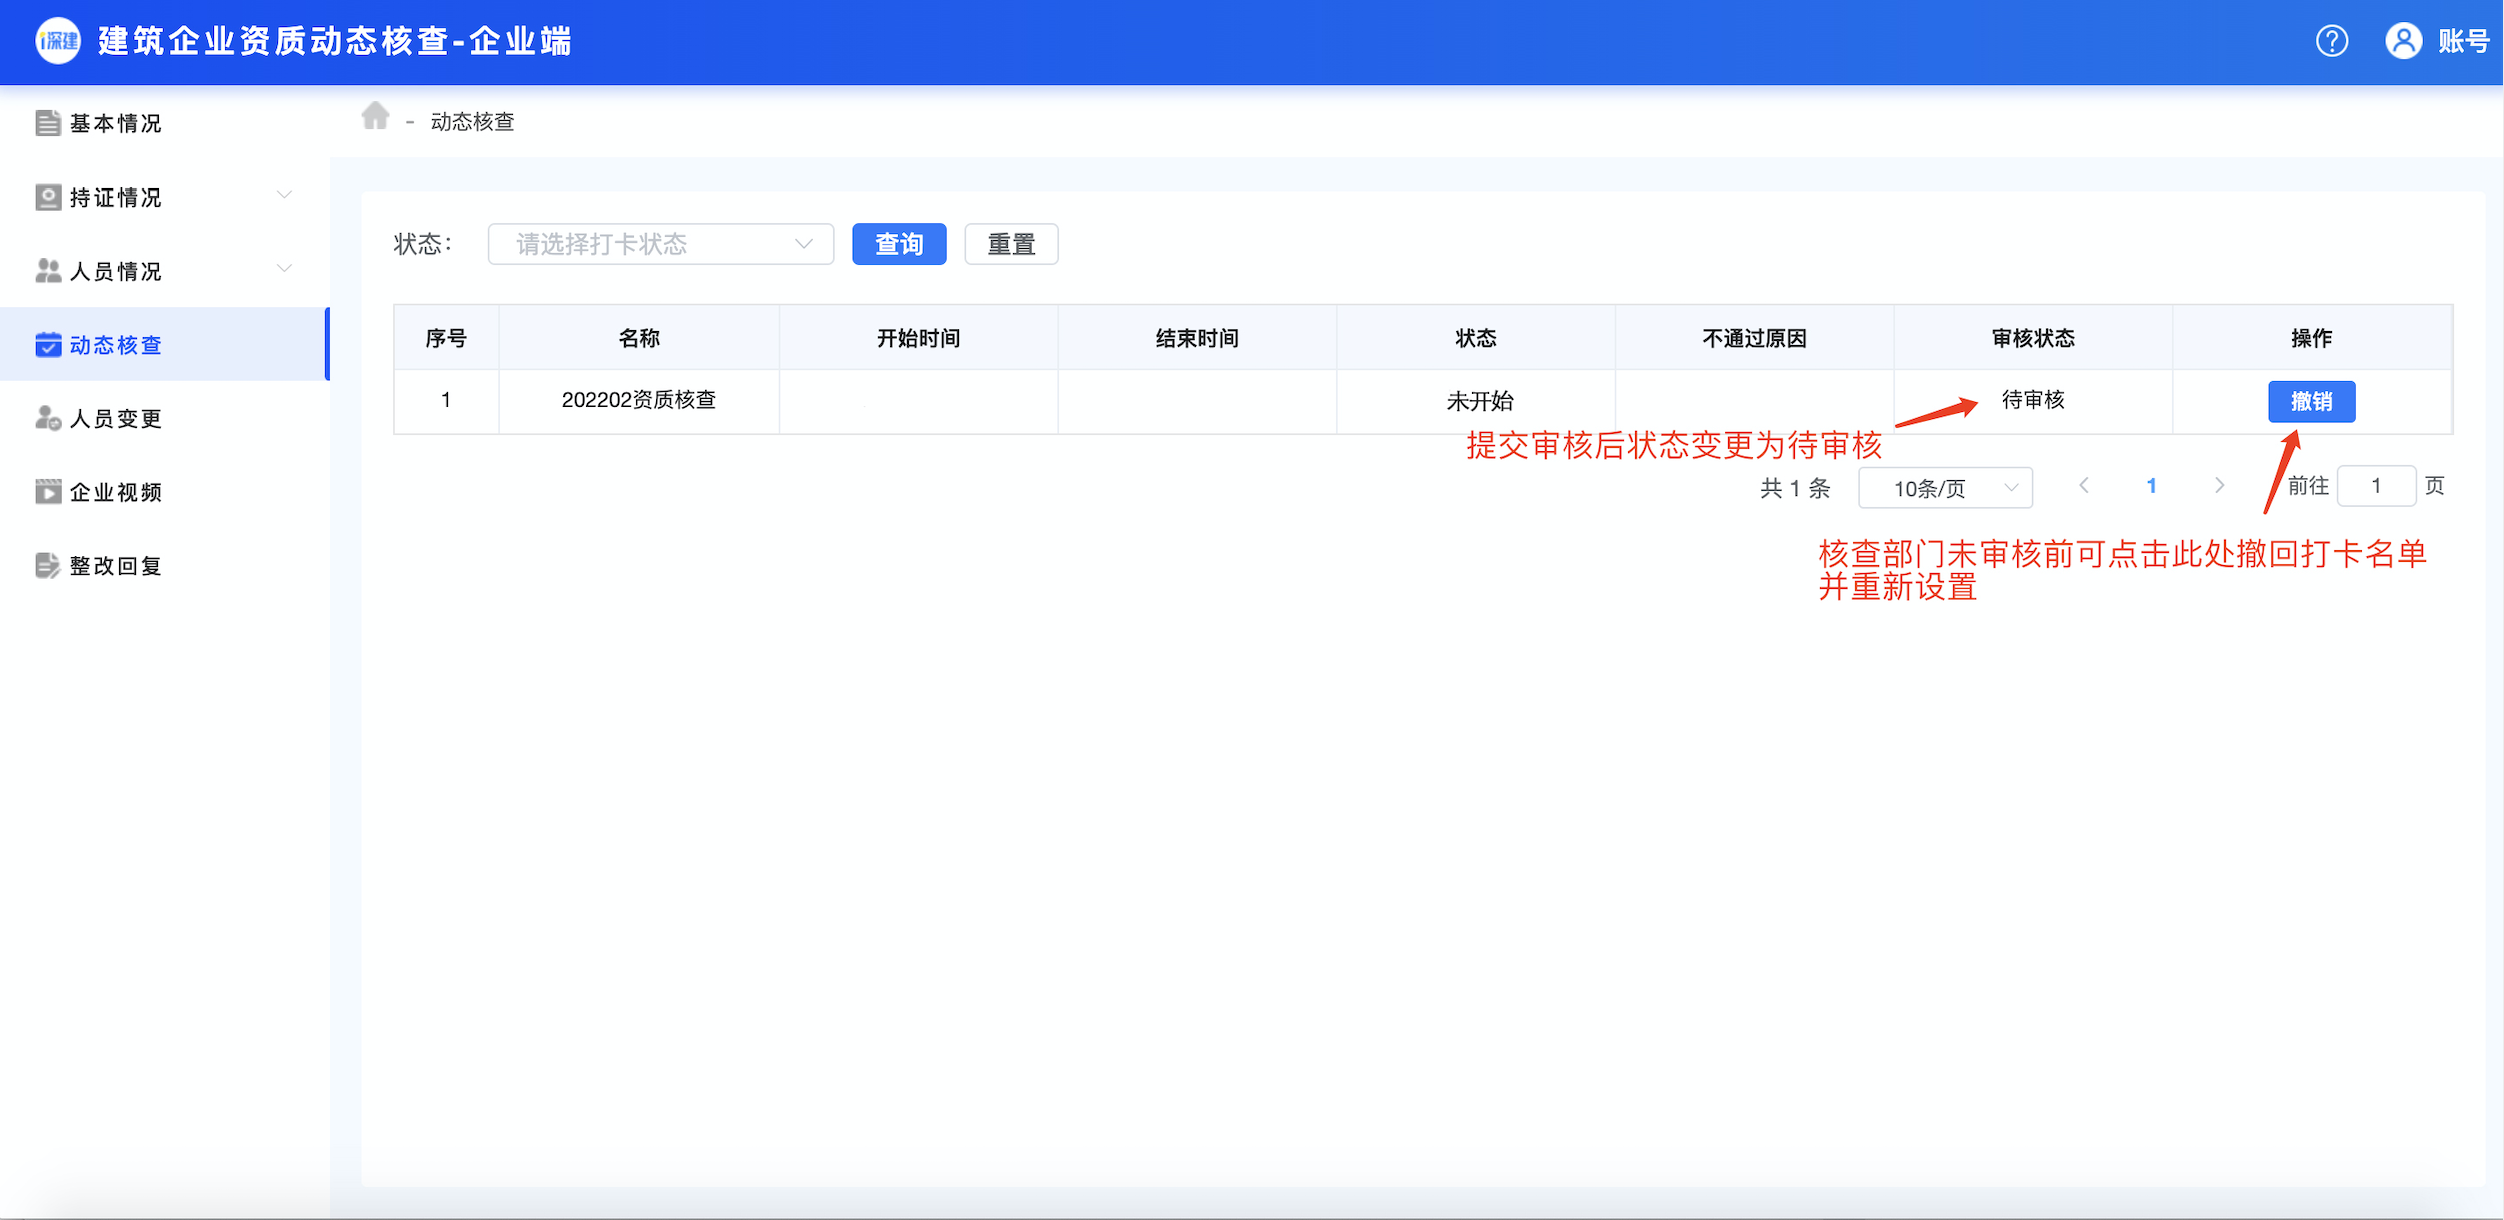 i深建 建筑企业资质动态核查-企业端
? 账号
基本情况
持证情况
人员情况
动态核查
人员变更
企业视频
整改回复
- 动态核查
状态： 请选择打卡状态 查询 重置
序号 名称 开始时间 结束时间 状态 不通过原因 审核状态 操作
1 202202资质核查 未开始 待审核 撤销
提交审核后状态变更为待审核
共 1 条 10条/页 1 前往 1 页
核查部门未审核前可点击此处撤回打卡名单
并重新设置